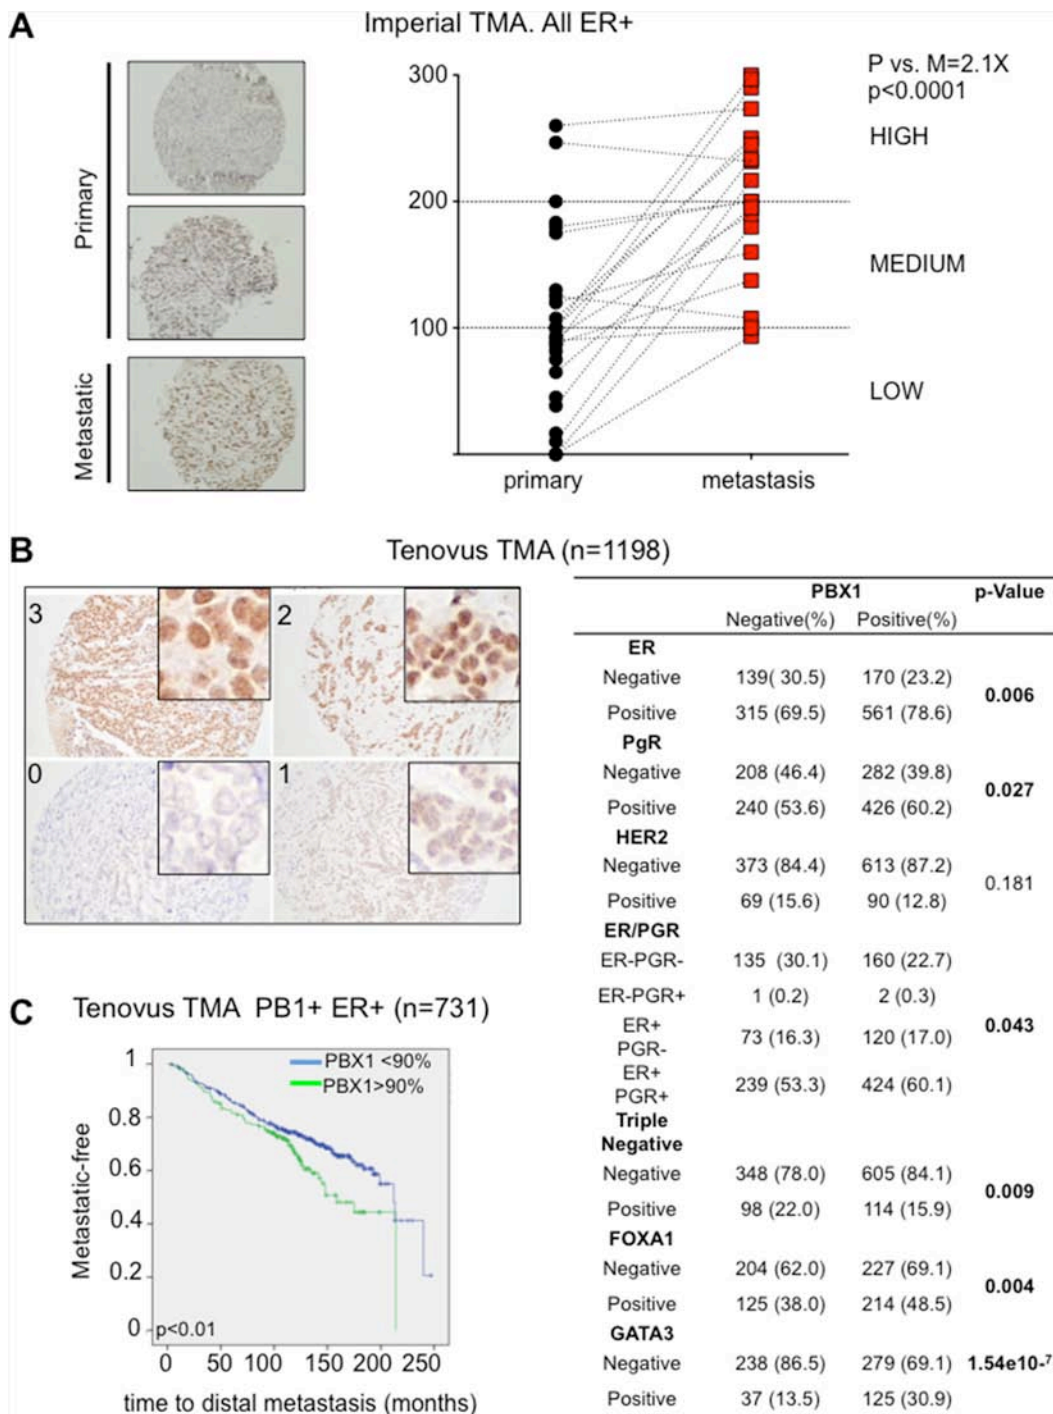 A
Imperial TMA. All ER+
Primary
Metastatic
300
200
100
primary
metastasis
P vs. M=2.1X
p<0.0001
HIGH
MEDIUM
LOW
B
Tenovus TMA (n=1198)
3
2
0
1
PBX1 p-Value
Negative(%) Positive(%)
ER
Negative 139( 30.5) 170 (23.2)
0.006
Positive 315 (69.5) 561 (78.6)
PgR
Negative 208 (46.4) 282 (39.8)
0.027
Positive 240 (53.6) 426 (60.2)
HER2
Negative 373 (84.4) 613 (87.2)
0.181
Positive 69 (15.6) 90 (12.8)
ER/PGR
ER-PGR- 135 (30.1) 160 (22.7)
ER-PGR+ 1 (0.2) 2 (0.3)
0.043
ER+
PGR- 73 (16.3) 120 (17.0)
ER+
PGR+ 239 (53.3) 424 (60.1)
Triple
Negative
Negative 348 (78.0) 605 (84.1)
0.009
Positive 98 (22.0) 114 (15.9)
FOXA1
Negative 204 (62.0) 227 (69.1)
0.004
Positive 125 (38.0) 214 (48.5)
GATA3
Negative 238 (86.5) 279 (69.1) 1.54e10-7
Positive 37 (13.5) 125 (30.9)
C
Tenovus TMA PB1+ ER+ (n=731)
PBX1 <90%
PBX1>90%
Metastatic-free
1
0.8
0.6
0.4
0.2
0
p<0.01
0 50 100 150 200 250
time to distal metastasis (months)